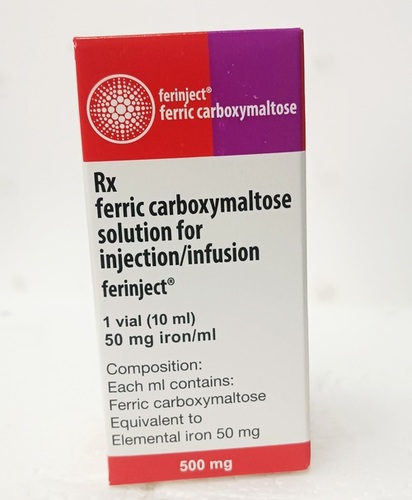 ferinject®
ferric carboxymaltose
Rx
ferric carboxymaltose
solution for
injection/infusion
ferinject®
1 vial (10 ml)
50 mg iron/ml
Composition:
Each ml contains:
Ferric carboxymaltose
Equivalent to
Elemental iron 50 mg
500 mg